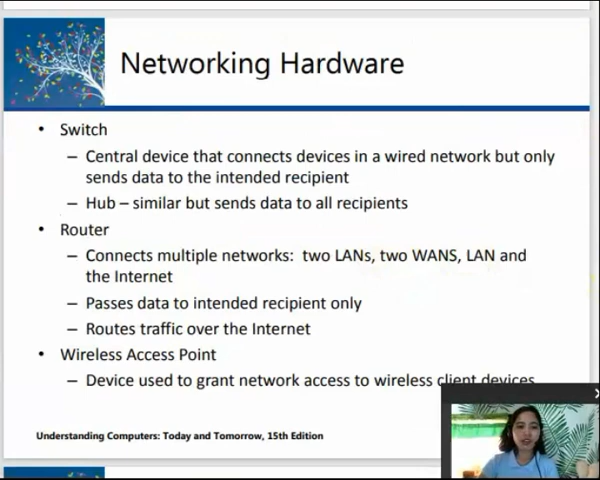 Networking Hardware
• Switch
– Central device that connects devices in a wired network but only
sends data to the intended recipient
– Hub – similar but sends data to all recipients
• Router
– Connects multiple networks:  two LANs, two WANS, LAN and
the Internet
– Passes data to intended recipient only
– Routes traffic over the Internet
• Wireless Access Point
– Device used to grant network access to wireless client devices
Understanding Computers: Today and Tomorrow, 15th Edition